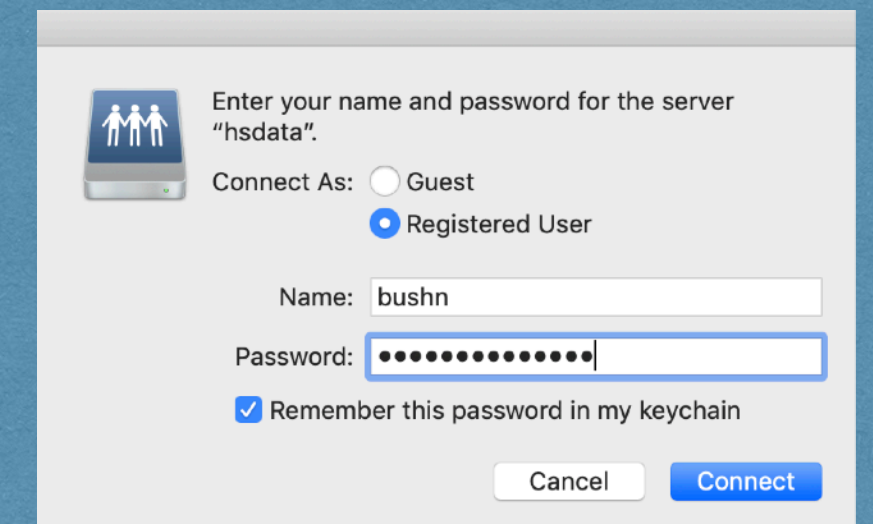 Enter your name and password for the server
“hsdata”.
Connect As: Guest
Registered User
Name: bushn
Password: ••••••••••••••
Remember this password in my keychain
Cancel Connect